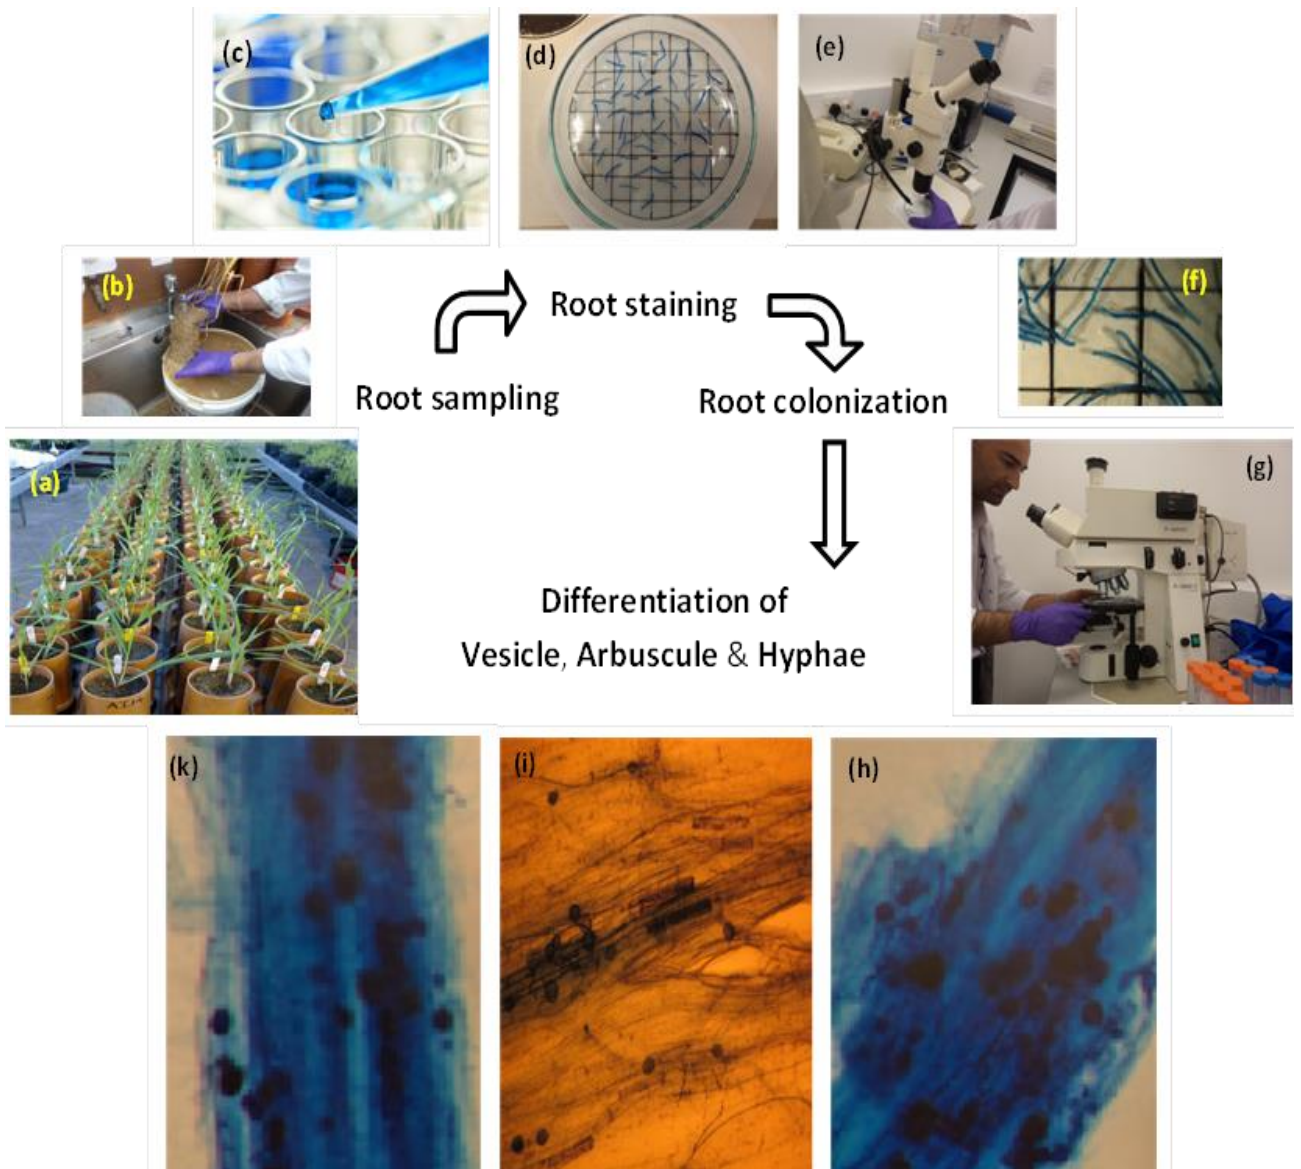 (c)
(d)
(e)
(b)
(f)
Root staining
Root sampling
Root colonization
(a)
(g)
Differentiation of
Vesicle, Arbuscule & Hyphae
(k)
(i)
(h)